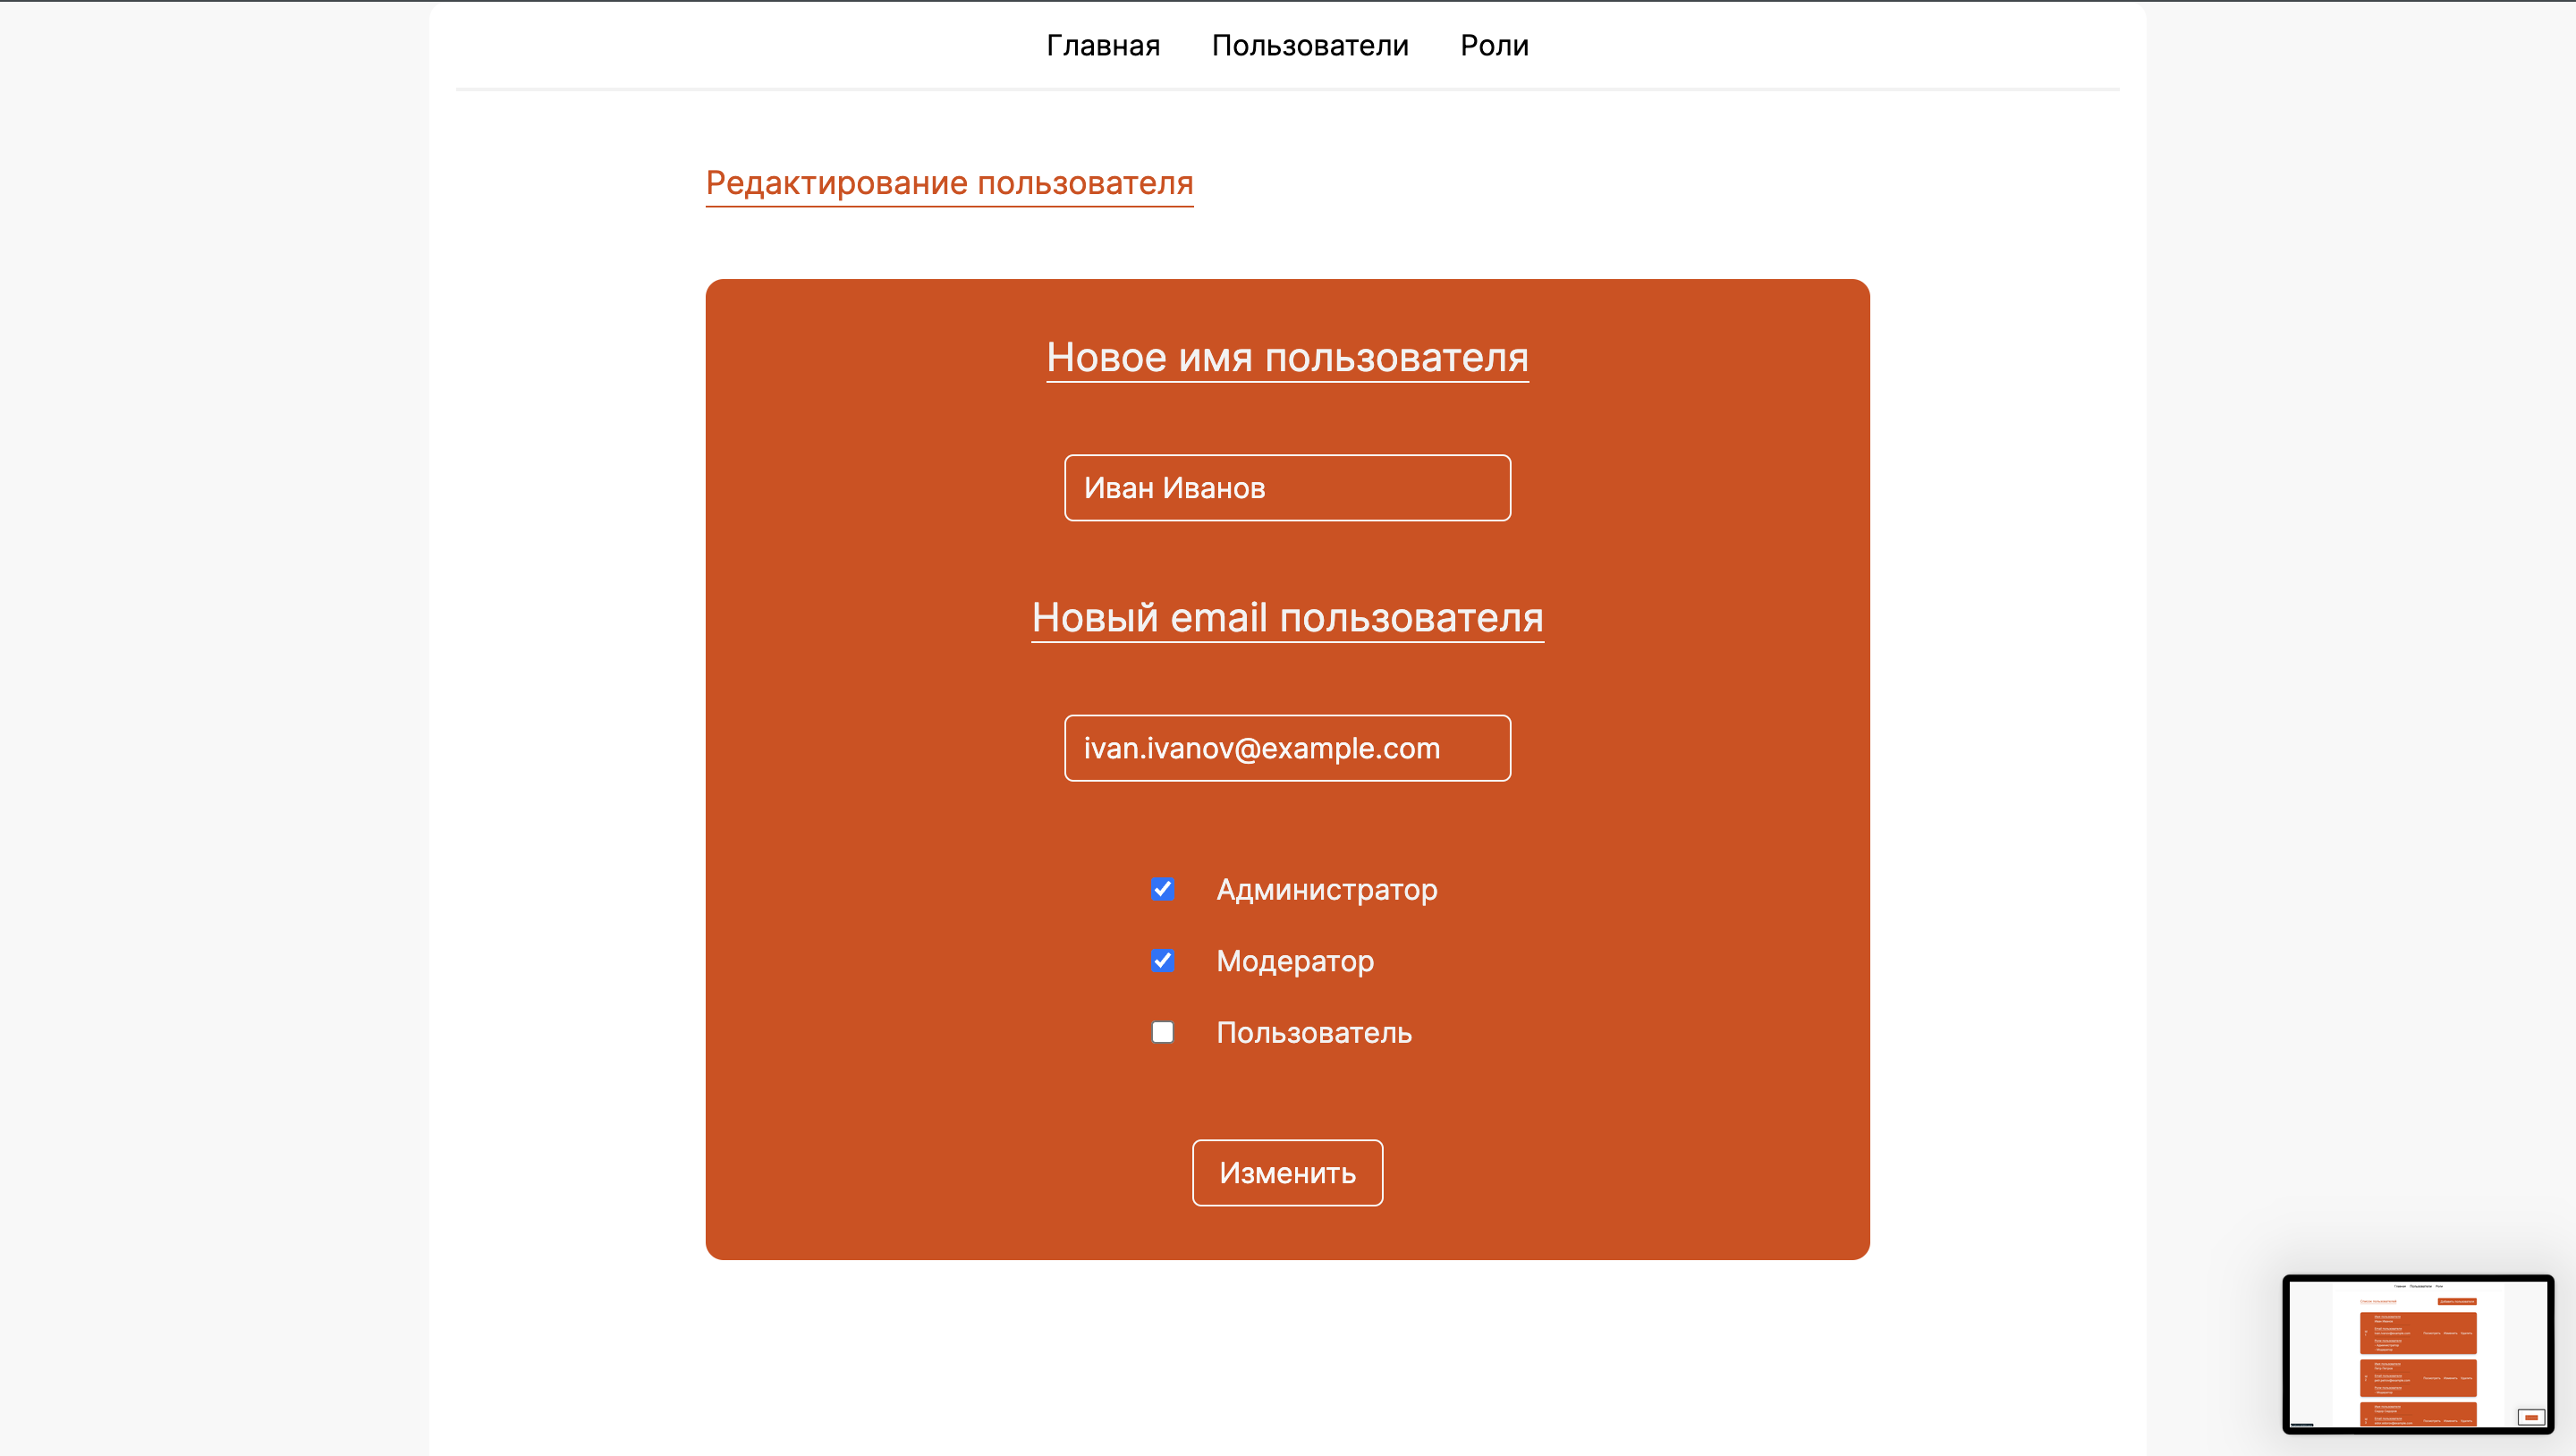 Главная Пользователи Роли
Редактирование пользователя
Новое имя пользователя
Иван Иванов
Новый email пользователя
ivan.ivanov@example.com
Администратор
Модератор
Пользователь
Изменить